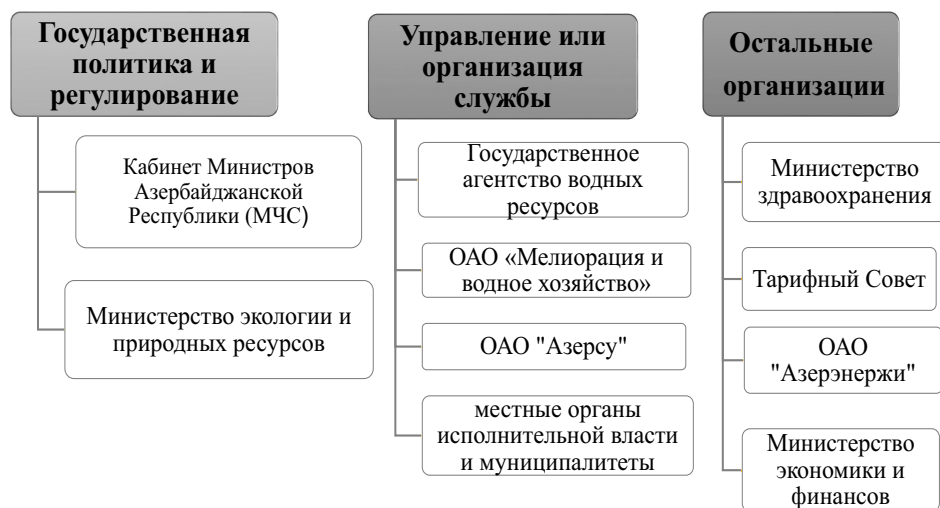 Государственная
политика и
регулирование
Кабинет Министров
Азербайджанской
Республики (МЧС)
Министерство экологии и
природных ресурсов
Управление или
организация
службы
Государственное
агентство водных
ресурсов
ОАО «Мелиорация и
водное хозяйство»
ОАО "Азерсу"
местные органы
исполнительной власти
и муниципалитеты
Остальные
организации
Министерство
здравоохранения
Тарифный Совет
ОАО
"Азерэнержи"
Министерство
экономики и
финансов